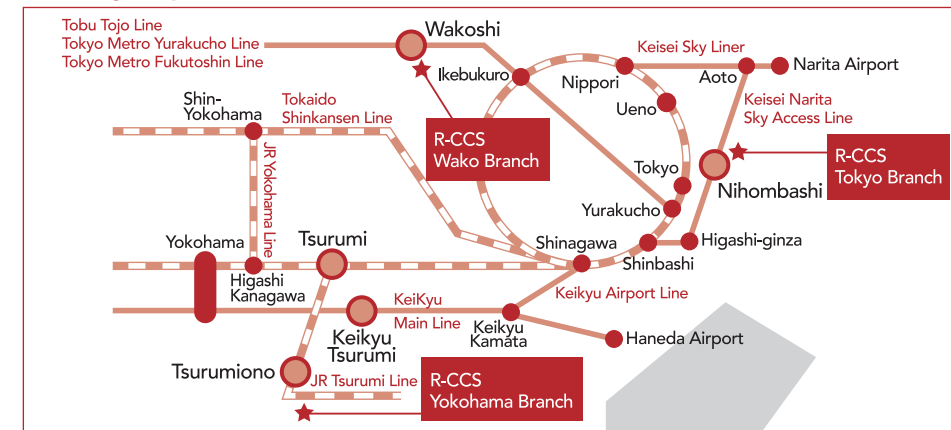 Tobu Tojo Line
Tokyo Metro Yurakucho Line
Tokyo Metro Fukutoshin Line
Wakoshi
Ikebukuro
Nippori
Keisei Sky Liner
Aoto
Narita Airport
Ueno
Keisei Narita
Sky Access Line
Shin-
Yokohama
Tokaido
Shinkansen Line
R-CCS
Wako Branch
R-CCS
Tokyo Branch
JR Yokohama Line
Tokyo
Nihombashi
Yurakucho
Yokohama
Tsurumi
Shinagawa
Shinbashi
Higashi-ginza
Higashi
Kanagawa
KeiKyu
Main Line
Keikyu Airport Line
Keikyu
Tsurumi
Keikyu
Kamata
Haneda Airport
Tsurumiono
JR Tsurumi Line
R-CCS
Yokohama Branch